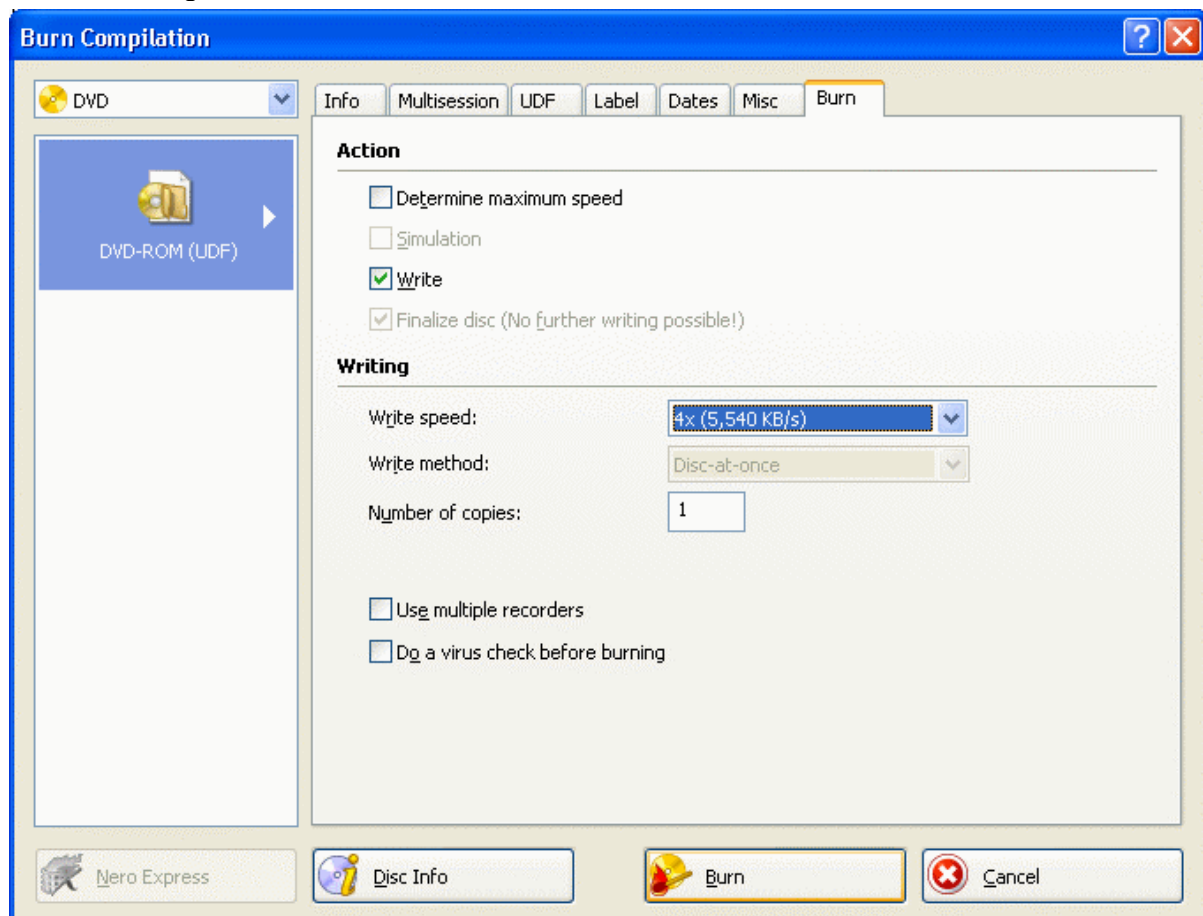 Burn Compilation
DVD
Info Multisession UDF Label Dates Misc Burn
DVD-ROM (UDF)
Action
Determine maximum speed
Simulation
Write
Finalize disc (No further writing possible!)
Writing
Write speed: 4x (5,540 KB/s)
Write method: Disc-at-once
Number of copies: 1
Use multiple recorders
Do a virus check before burning
Nero Express Disc Info Burn Cancel